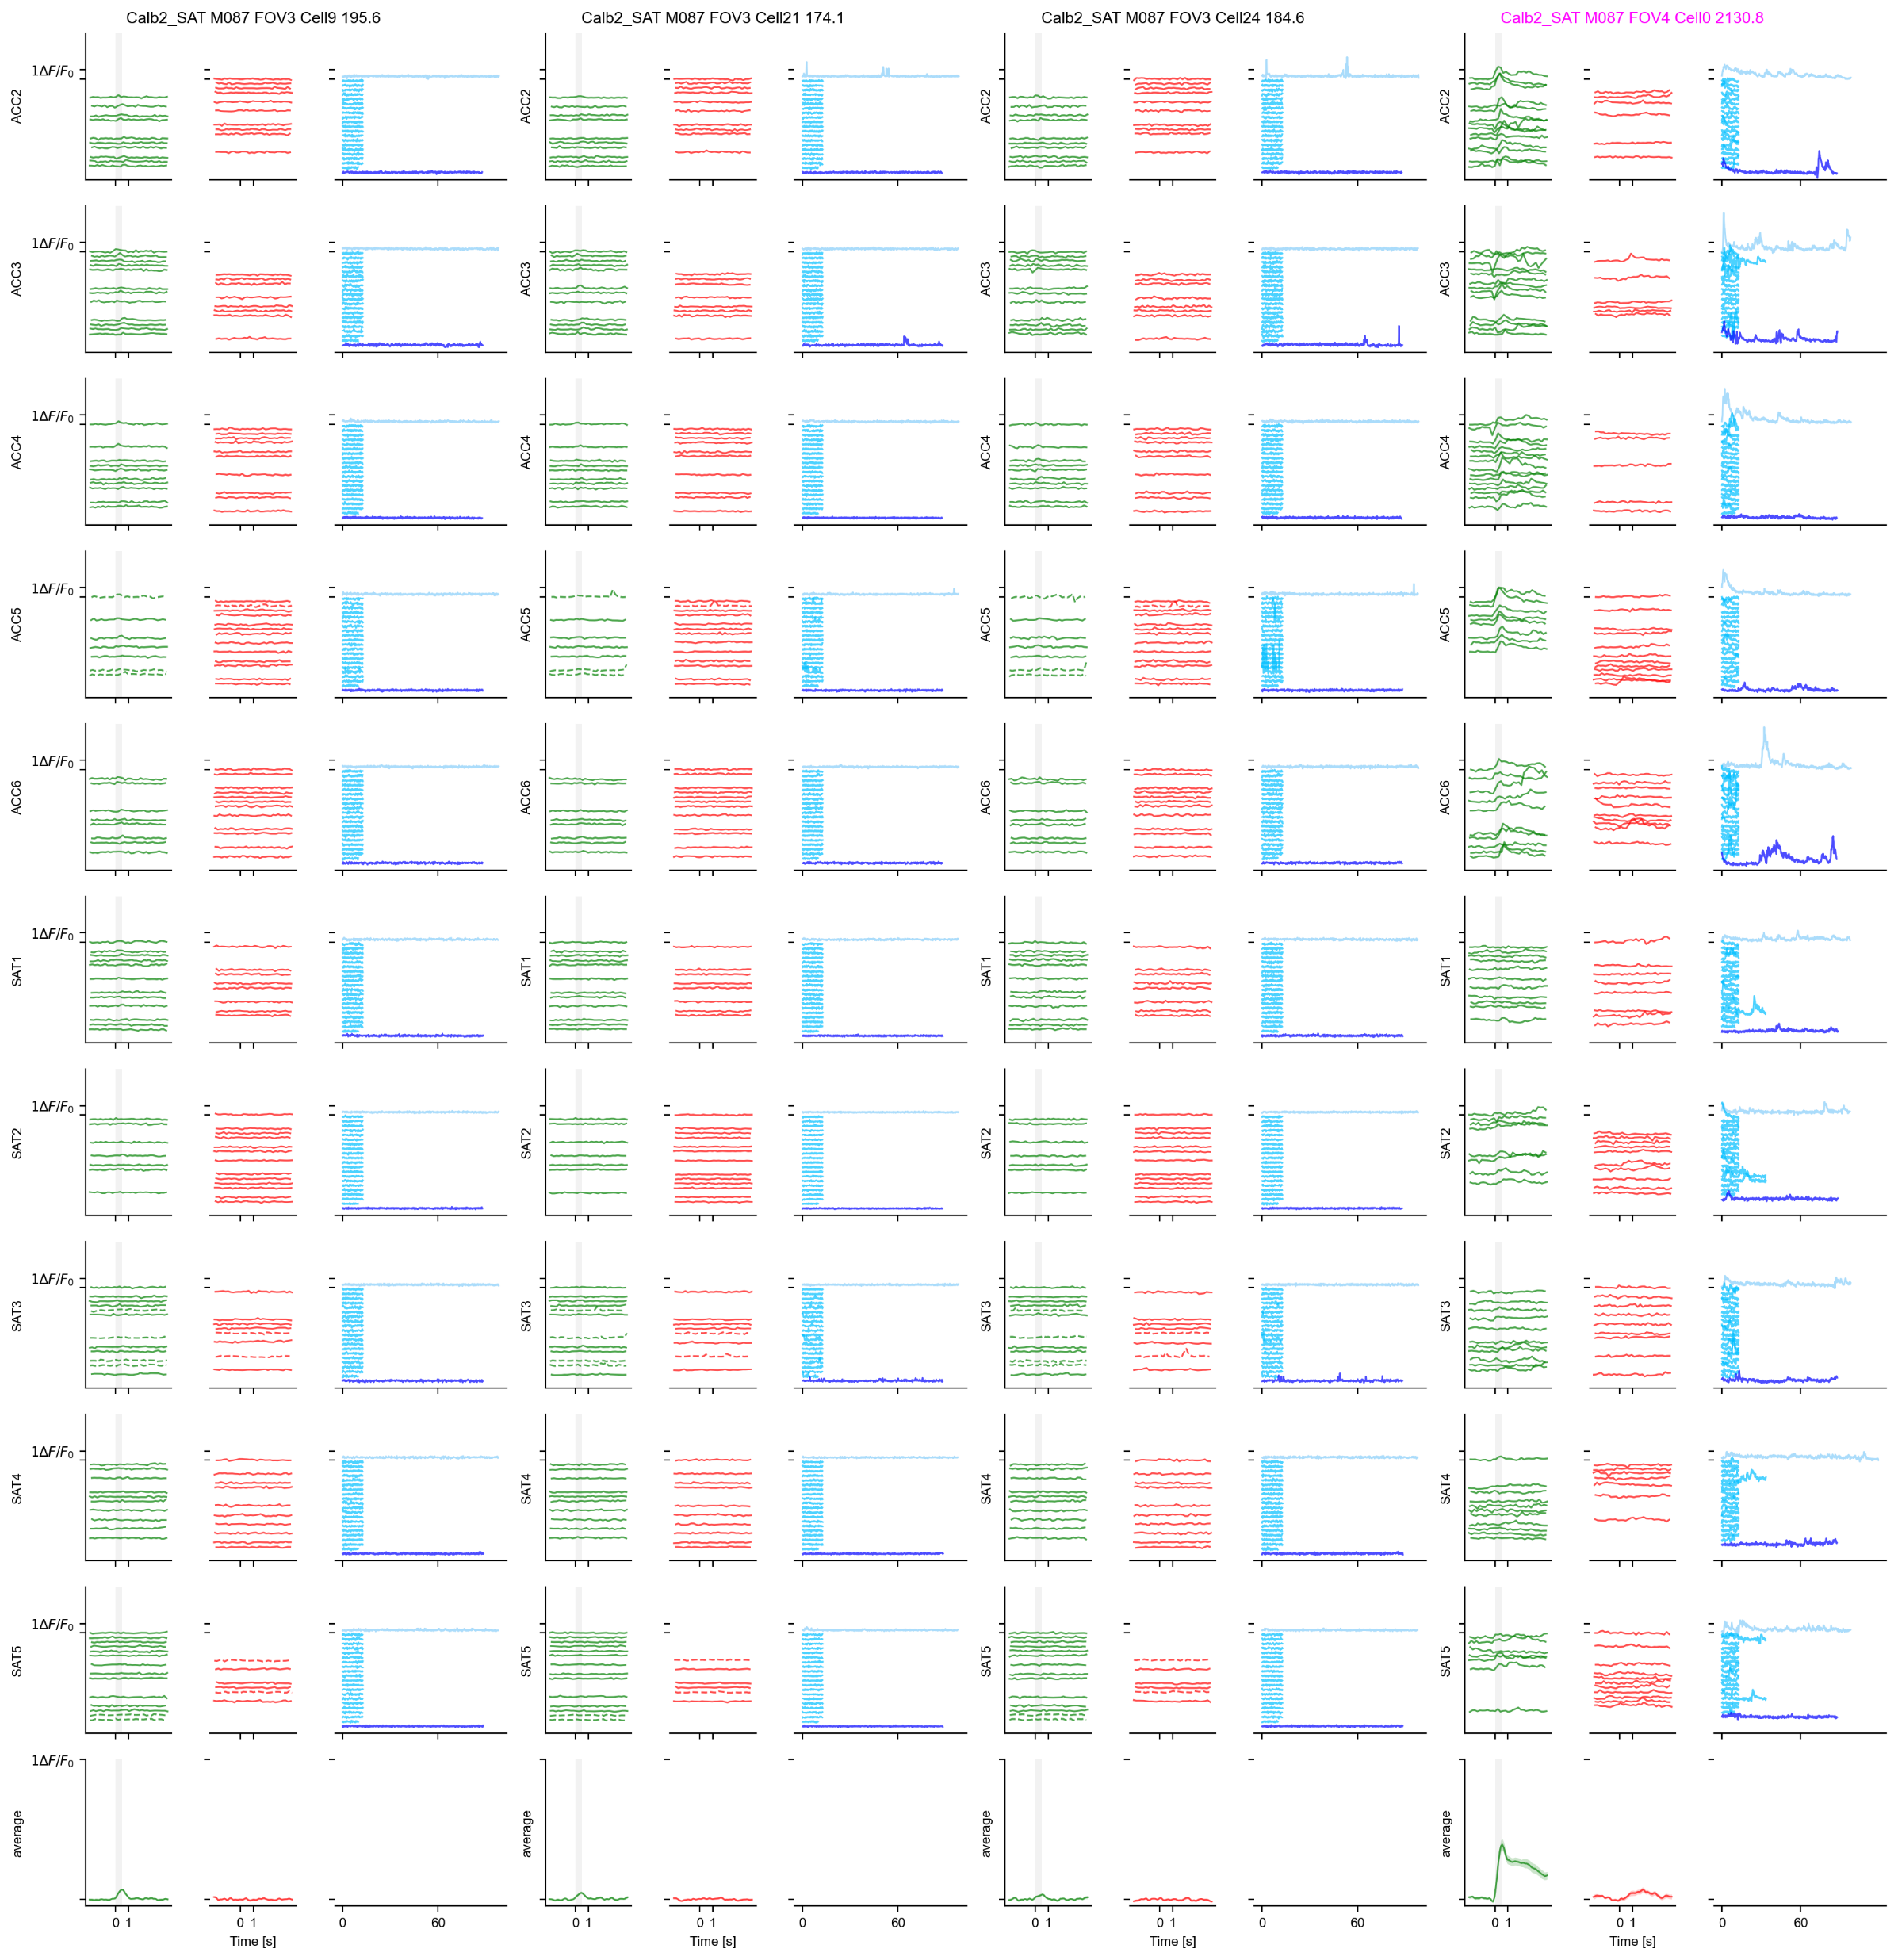 Calb2_SAT M087 FOV3 Cell9 195.6
Calb2_SAT M087 FOV3 Cell21 174.1
Calb2_SAT M087 FOV3 Cell24 184.6
Calb2_SAT M087 FOV4 Cell0 2130.8
1ΔF/F₀
ACC2 ACC2 ACC2 ACC2
1ΔF/F₀
ACC3 ACC3 ACC3 ACC3
1ΔF/F₀
ACC4 ACC4 ACC4 ACC4
1ΔF/F₀
ACC5 ACC5 ACC5 ACC5
1ΔF/F₀
ACC6 ACC6 ACC6 ACC6
1ΔF/F₀
SAT1 SAT1 SAT1 SAT1
1ΔF/F₀
SAT2 SAT2 SAT2 SAT2
1ΔF/F₀
SAT3 SAT3 SAT3 SAT3
1ΔF/F₀
SAT4 SAT4 SAT4 SAT4
1ΔF/F₀
SAT5 SAT5 SAT5 SAT5
1ΔF/F₀
average average average average
0 1 0 1 0 60 0 1 0 1 0 60 0 1 0 1 0 60 0 1 0 1 0 60
Time [s] Time [s] Time [s] Time [s]